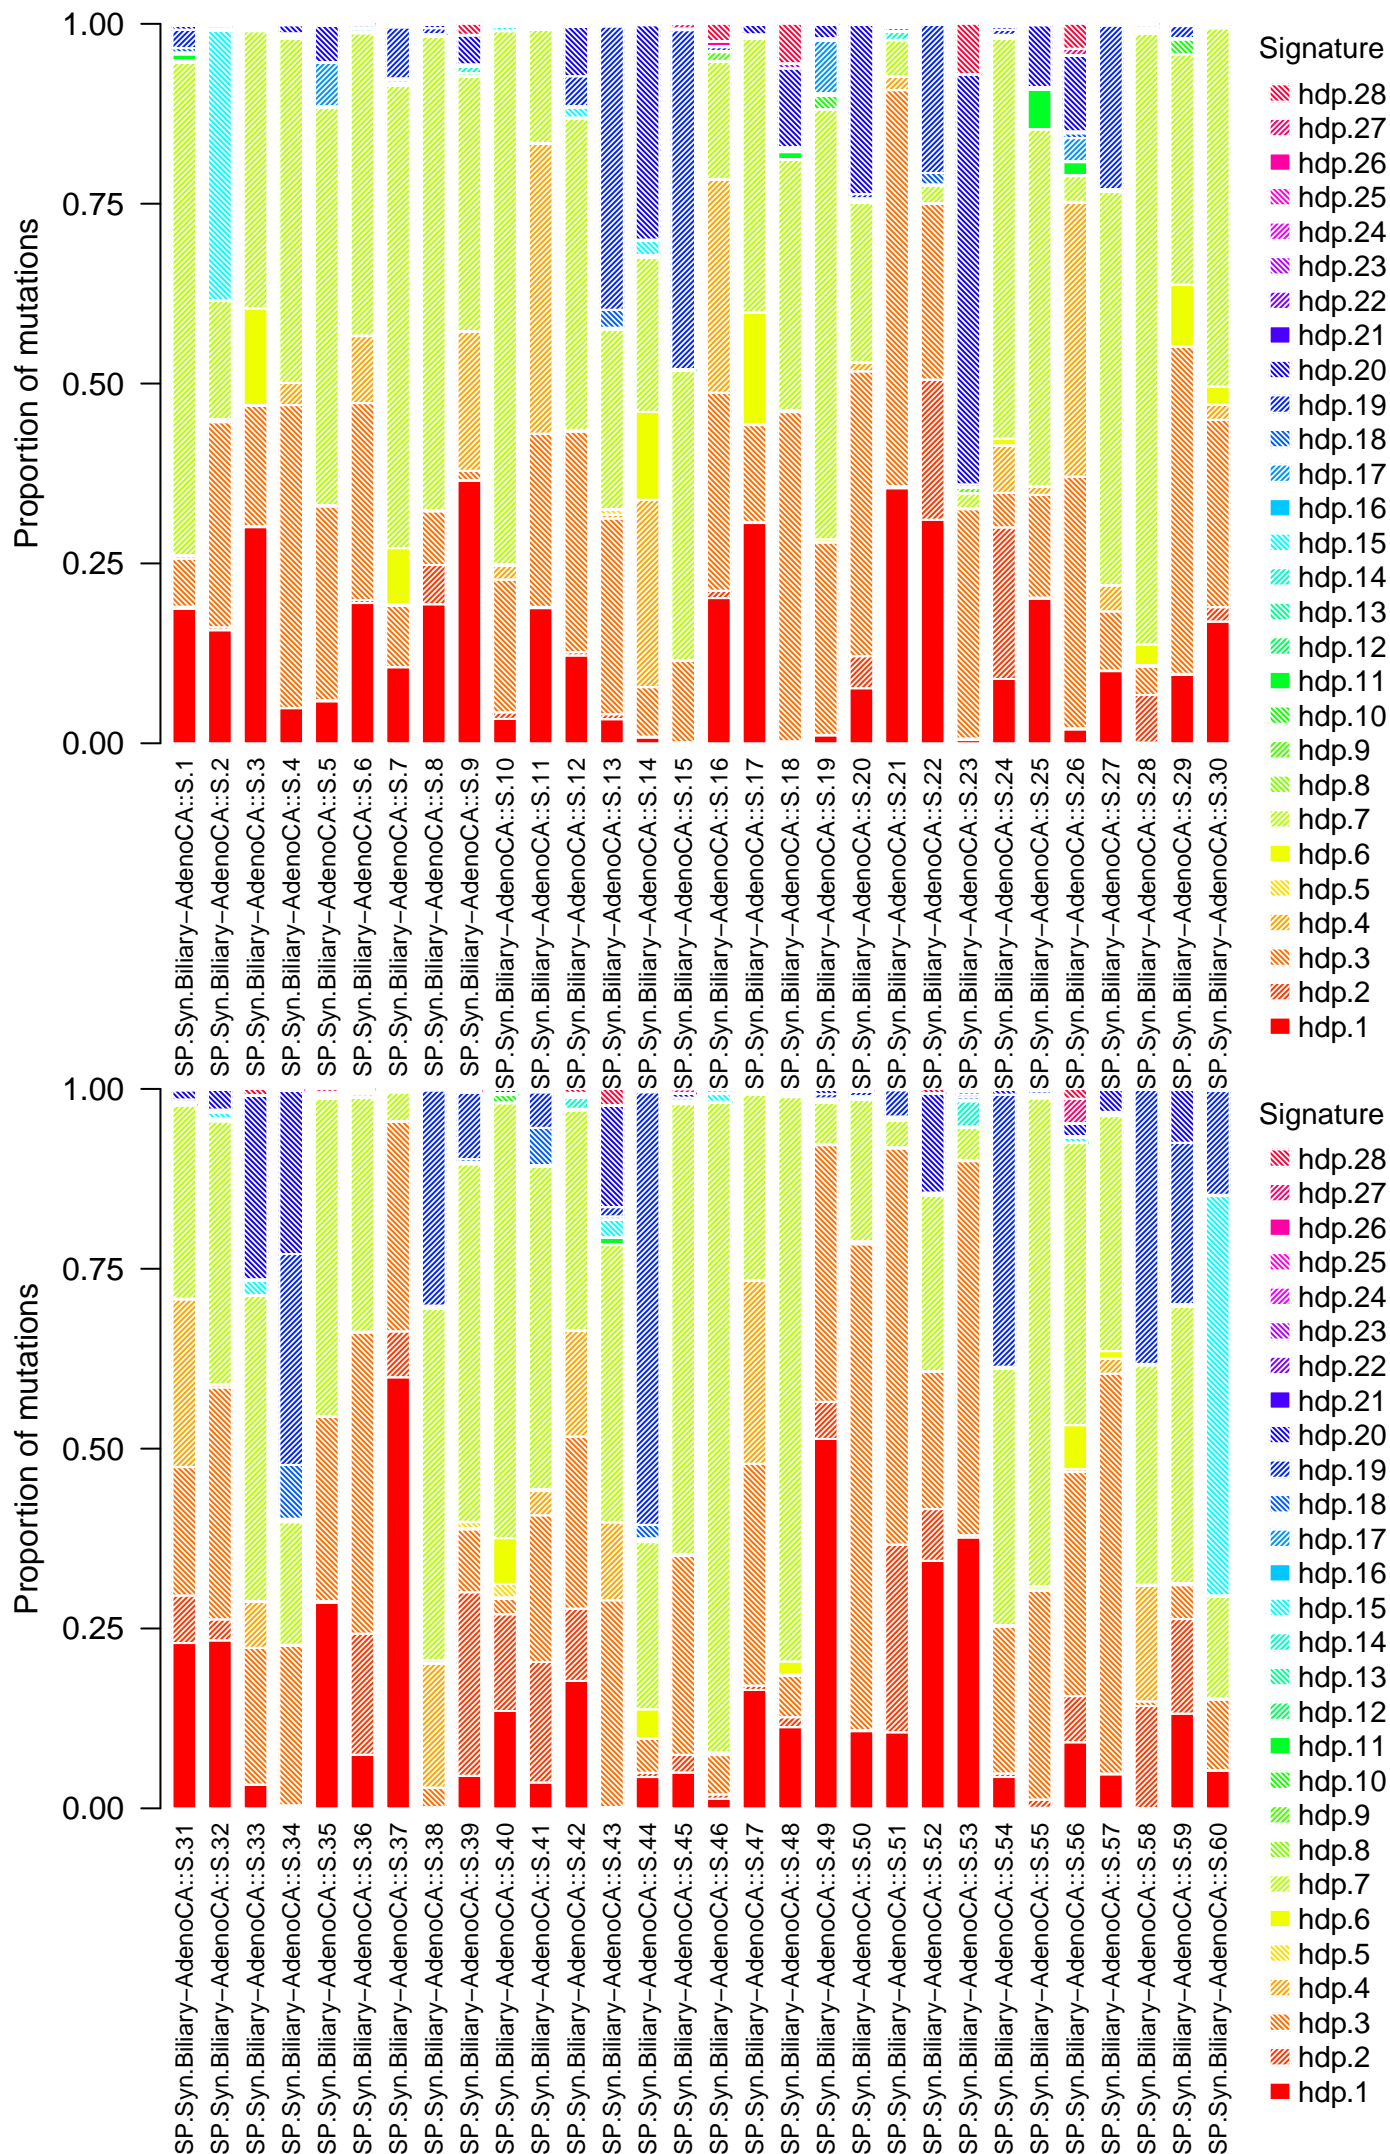 Proportion of mutations
1.00
0.75
0.50
0.25
0.00
SP.Syn.Biliary−AdenoCA::S.1
SP.Syn.Biliary−AdenoCA::S.2
SP.Syn.Biliary−AdenoCA::S.3
SP.Syn.Biliary−AdenoCA::S.4
SP.Syn.Biliary−AdenoCA::S.5
SP.Syn.Biliary−AdenoCA::S.6
SP.Syn.Biliary−AdenoCA::S.7
SP.Syn.Biliary−AdenoCA::S.8
SP.Syn.Biliary−AdenoCA::S.9
SP.Syn.Biliary−AdenoCA::S.10
SP.Syn.Biliary−AdenoCA::S.11
SP.Syn.Biliary−AdenoCA::S.12
SP.Syn.Biliary−AdenoCA::S.13
SP.Syn.Biliary−AdenoCA::S.14
SP.Syn.Biliary−AdenoCA::S.15
SP.Syn.Biliary−AdenoCA::S.16
SP.Syn.Biliary−AdenoCA::S.17
SP.Syn.Biliary−AdenoCA::S.18
SP.Syn.Biliary−AdenoCA::S.19
SP.Syn.Biliary−AdenoCA::S.20
SP.Syn.Biliary−AdenoCA::S.21
SP.Syn.Biliary−AdenoCA::S.22
SP.Syn.Biliary−AdenoCA::S.23
SP.Syn.Biliary−AdenoCA::S.24
SP.Syn.Biliary−AdenoCA::S.25
SP.Syn.Biliary−AdenoCA::S.26
SP.Syn.Biliary−AdenoCA::S.27
SP.Syn.Biliary−AdenoCA::S.28
SP.Syn.Biliary−AdenoCA::S.29
SP.Syn.Biliary−AdenoCA::S.30
Signature
hdp.28
hdp.27
hdp.26
hdp.25
hdp.24
hdp.23
hdp.22
hdp.21
hdp.20
hdp.19
hdp.18
hdp.17
hdp.16
hdp.15
hdp.14
hdp.13
hdp.12
hdp.11
hdp.10
hdp.9
hdp.8
hdp.7
hdp.6
hdp.5
hdp.4
hdp.3
hdp.2
hdp.1
Proportion of mutations
1.00
0.75
0.50
0.25
0.00
SP.Syn.Biliary−AdenoCA::S.31
SP.Syn.Biliary−AdenoCA::S.32
SP.Syn.Biliary−AdenoCA::S.33
SP.Syn.Biliary−AdenoCA::S.34
SP.Syn.Biliary−AdenoCA::S.35
SP.Syn.Biliary−AdenoCA::S.36
SP.Syn.Biliary−AdenoCA::S.37
SP.Syn.Biliary−AdenoCA::S.38
SP.Syn.Biliary−AdenoCA::S.39
SP.Syn.Biliary−AdenoCA::S.40
SP.Syn.Biliary−AdenoCA::S.41
SP.Syn.Biliary−AdenoCA::S.42
SP.Syn.Biliary−AdenoCA::S.43
SP.Syn.Biliary−AdenoCA::S.44
SP.Syn.Biliary−AdenoCA::S.45
SP.Syn.Biliary−AdenoCA::S.46
SP.Syn.Biliary−AdenoCA::S.47
SP.Syn.Biliary−AdenoCA::S.48
SP.Syn.Biliary−AdenoCA::S.49
SP.Syn.Biliary−AdenoCA::S.50
SP.Syn.Biliary−AdenoCA::S.51
SP.Syn.Biliary−AdenoCA::S.52
SP.Syn.Biliary−AdenoCA::S.53
SP.Syn.Biliary−AdenoCA::S.54
SP.Syn.Biliary−AdenoCA::S.55
SP.Syn.Biliary−AdenoCA::S.56
SP.Syn.Biliary−AdenoCA::S.57
SP.Syn.Biliary−AdenoCA::S.58
SP.Syn.Biliary−AdenoCA::S.59
SP.Syn.Biliary−AdenoCA::S.60
Signature
hdp.28
hdp.27
hdp.26
hdp.25
hdp.24
hdp.23
hdp.22
hdp.21
hdp.20
hdp.19
hdp.18
hdp.17
hdp.16
hdp.15
hdp.14
hdp.13
hdp.12
hdp.11
hdp.10
hdp.9
hdp.8
hdp.7
hdp.6
hdp.5
hdp.4
hdp.3
hdp.2
hdp.1